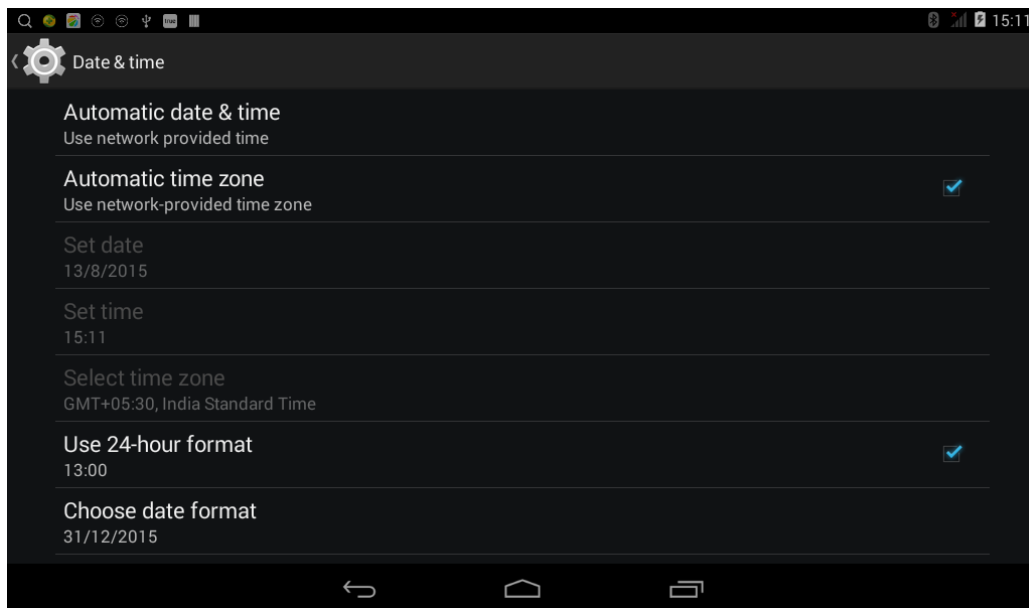 true
15:11
Date & time
Automatic date & time
Use network provided time
Automatic time zone
Use network-provided time zone
Set date
13/8/2015
Set time
15:11
Select time zone
GMT+05:30, India Standard Time
Use 24-hour format
13:00
Choose date format
31/12/2015